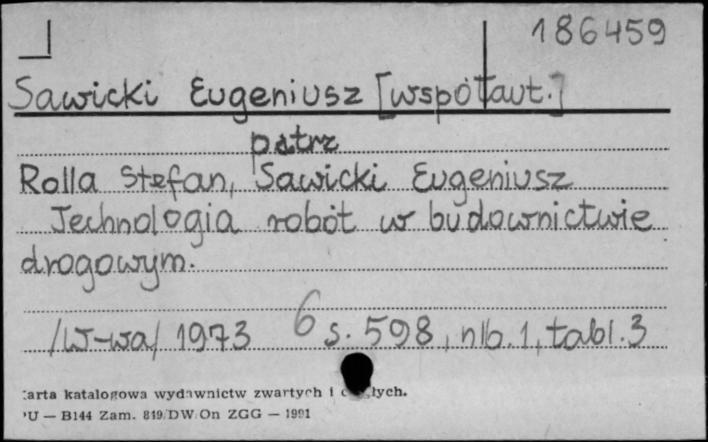 186459
Sawicki Eugeniusz [współaut.]
patrz
Rolla Stefan, Sawicki Eugeniusz
Technologia robót w budownictwie
drogowym.
/W-wa/ 1973 6 s. 598, nlb. 1, tabl. 3
arta katalogowa wydawnictw zwartych i
U — B144 Zam. 819/DW/On ZGG — 1991